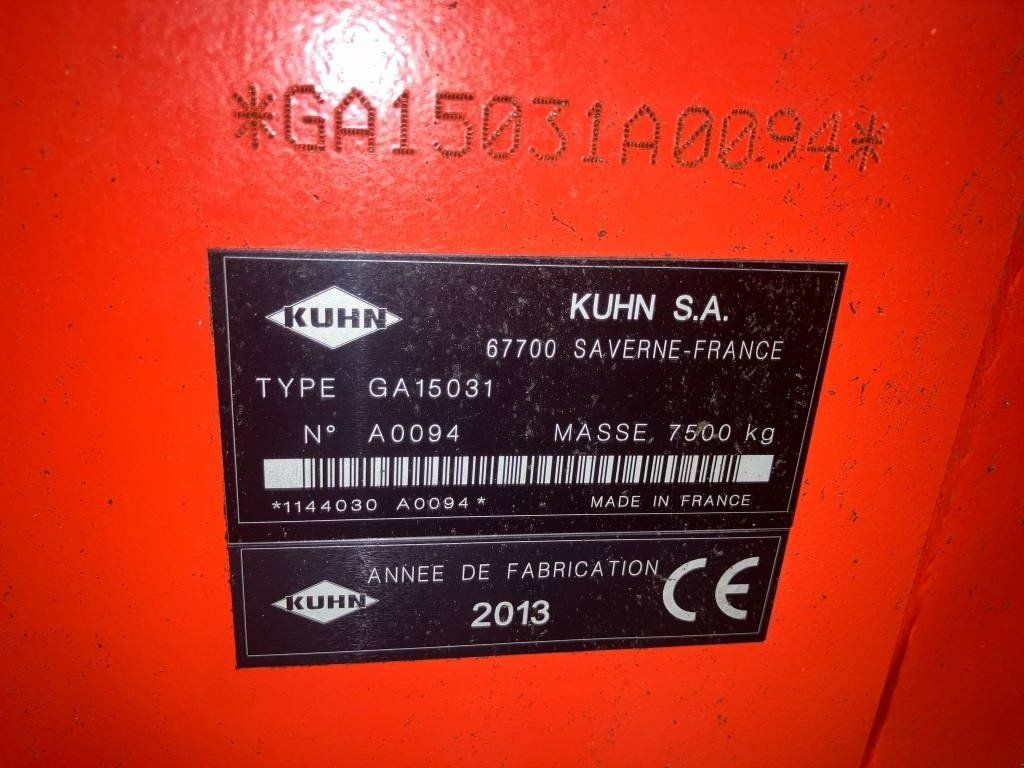 *GA15031A0094*
KUHN
KUHN S.A.
67700 SAVERNE-FRANCE
TYPE GA15031
N° A0094 MASSE 7500 kg
*1144030 A0094* MADE IN FRANCE
KUHN
ANNEE DE FABRICATION
2013
CE